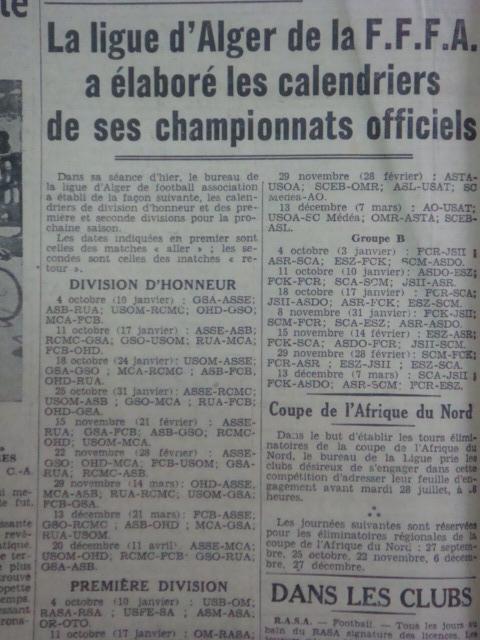 La ligue d'Alger de la F.F.F.A.
a élaboré les calendriers
de ses championnats officiels
Dans sa séance d'hier, le bureau de
la ligue d'Alger de football association
a établi de la façon suivante, les calen-
driers de division d'honneur et des pre-
mière et seconde divisions pour la pro-
chaine saison.
Les dates indiquées en premier sont
celles des matches « aller » ; les se-
condes sont celles des matches « re-
tour ».
DIVISION D'HONNEUR
4 octobre (10 janvier) : GSA-ASSE;
ASB-RUA; USOM-RCMC; OHD-GSO;
MCA-FCB.
11 octobre (17 janvier) : ASSE-ASB;
RCMC-GSA; GSO-USOM; RUA-MCA;
FCB-OHD.
18 octobre (24 janvier) : USOM-ASSE;
GSA-GSO ; MCA-RCMC ; ASB-FCB,
OHD-RUA.
25 octobre (31 janvier) : ASSE-RCMC;
USOM-ASB ; GSO-MCA ; RUA-FCB;
OHD-GSA.
15 novembre (21 février) : ASSE-
RUA; GSA-FCB; ASB-GSO; RCMC-
OHD; USOM-MCA.
22 novembre (28 février) : ASSE-
GSO; OHD-MCA; FCB-USOM; GSA-
RUA; RCMC-ASB.
29 novembre (14 mars) : OHD-ASSE,
MCA-ASB; RUA-RCMC; USOM-GSA;
FCB-GSA.
13 décembre (21 mars) : FCB-ASSE;
GSO-RCMC ; ASB-OHD ; MCA-GSA;
RUA-USOM.
20 décembre (11 avril) ASSE-MCA;
USOM-OHD; RCMC-FCB; GSO-RUA;
GSA-ASB.
PREMIÈRE DIVISION
4 octobre (10 janvier) : USB-OM;
RASA-RSA ; USFE-SA ; ASM-ASA;
OR-OTO.
11 octobre (17 janvier) : OM-RASA;
29 novembre (28 février) : ASTA-
USOA; SCEB-OMR; ASL-USAT; SC
Médéa-AO.
13 décembre (7 mars) : AO-USAT;
USOA-SC Médéa; OMR-ASTA; SCEB-
ASL.
Groupe B
4 octobre (3 janvier) : FCR-JSII ;
ASR-SCA; ESZ-FCK; SCM-ASDO.
11 octobre (10 janvier): ASDO-ESZ;
FCK-FCR; SCA-SCM; JSII-ASR.
18 octobre (17 janvier) : FCR-SCA;
JSII-ASDO; ASR-FCK; ESZ-SCM.
8 novembre (31 janvier): FCK-JSII;
SCM-FCR; SCA-ESZ; ASR-ASDO.
15 novembre (14 février) : ESZ-ASR;
FCK-SCA; ASDO-FCR; JSII-SCM.
29 novembre (28 février) : SCM-FCK;
FCR-ASR ; ESZ-JSII ; ESZ-SCA.
13 décembre (7 mars) : SCA-JSII ;
FCK-ASDO; ASR-SCM; FCR-ESZ.
Coupe de l'Afrique du Nord
Dans le but d'établir les tours élimi-
natoires de la coupe de l'Afrique du
Nord, le bureau de la Ligue prie les
clubs désireux de s'engager dans cette
compétition d'adresser leur feuille d'en-
gagement avant mardi 28 juillet, à
heures.
Les journées suivantes sont réservées
pour les éliminatoires régionales de la
coupe de l'Afrique du Nord : 27 septem-
bre, 25 octobre, 22 novembre, 6 décem-
bre, 27 décembre.
DANS LES CLUBS
R.A.S.A. — Football. — Tous les jours au
bain du RASA signature des licences. Les